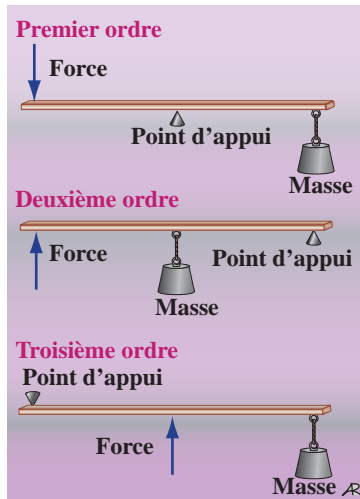 Premier ordre
Force
Point d'appui
Masse
Deuxième ordre
Force
Point d'appui
Masse
Troisième ordre
Point d'appui
Force
Masse